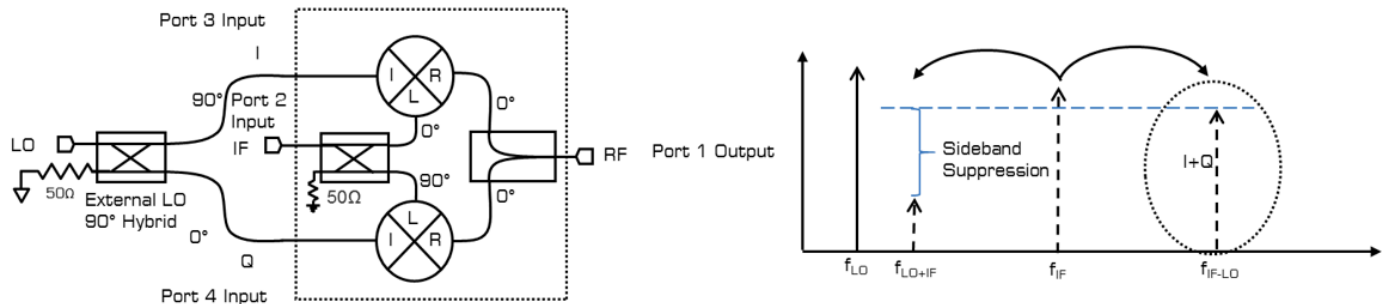 Port 3 Input
I
90°
Port 2
Input
LO
IF
50Ω
External LO
90° Hybrid
0°
Q
Port 4 Input
I
R
L
0°
0°
90°
50Ω
0°
L
I
R
RF
Port 1 Output
Sideband
Suppression
I+Q
fLO
fLO+IF
fIF
fIF-LO